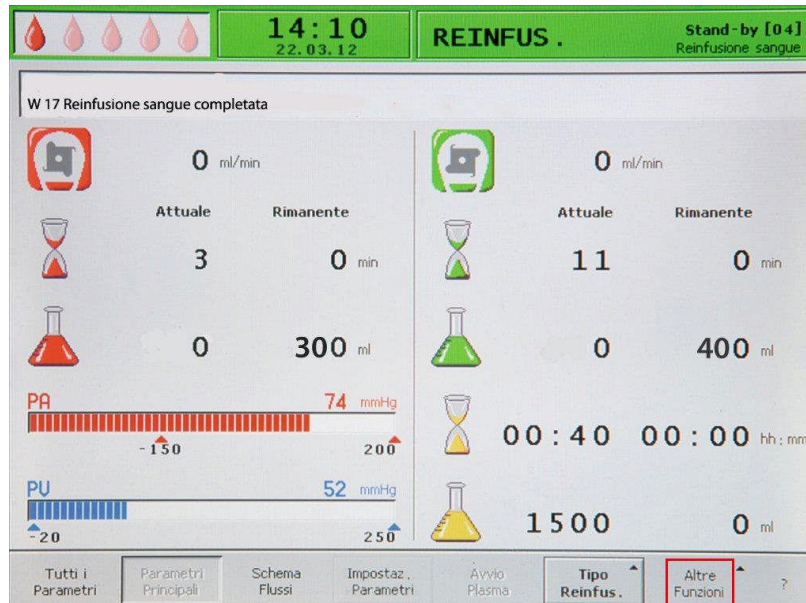 14:10
22.03.12
REINFUS.
Stand-by [04]
Reinfusione sangue
W 17 Reinfusione sangue completata
0 ml/min
Attuale Rimanente
3 0 min
0 300 ml
PA 74 mmHg
-150 200
PV 52 mmHg
-20 250
0 ml/min
Attuale Rimanente
11 0 min
0 400 ml
00:40 00:00 hh:mm
1500 0 ml
Tutti i
Parametri
Parametri
Principali
Schema
Flussi
Impostaz.
Parametri
Avvio
Plasma
Tipo
Reinfus.
Altre
Funzioni
?